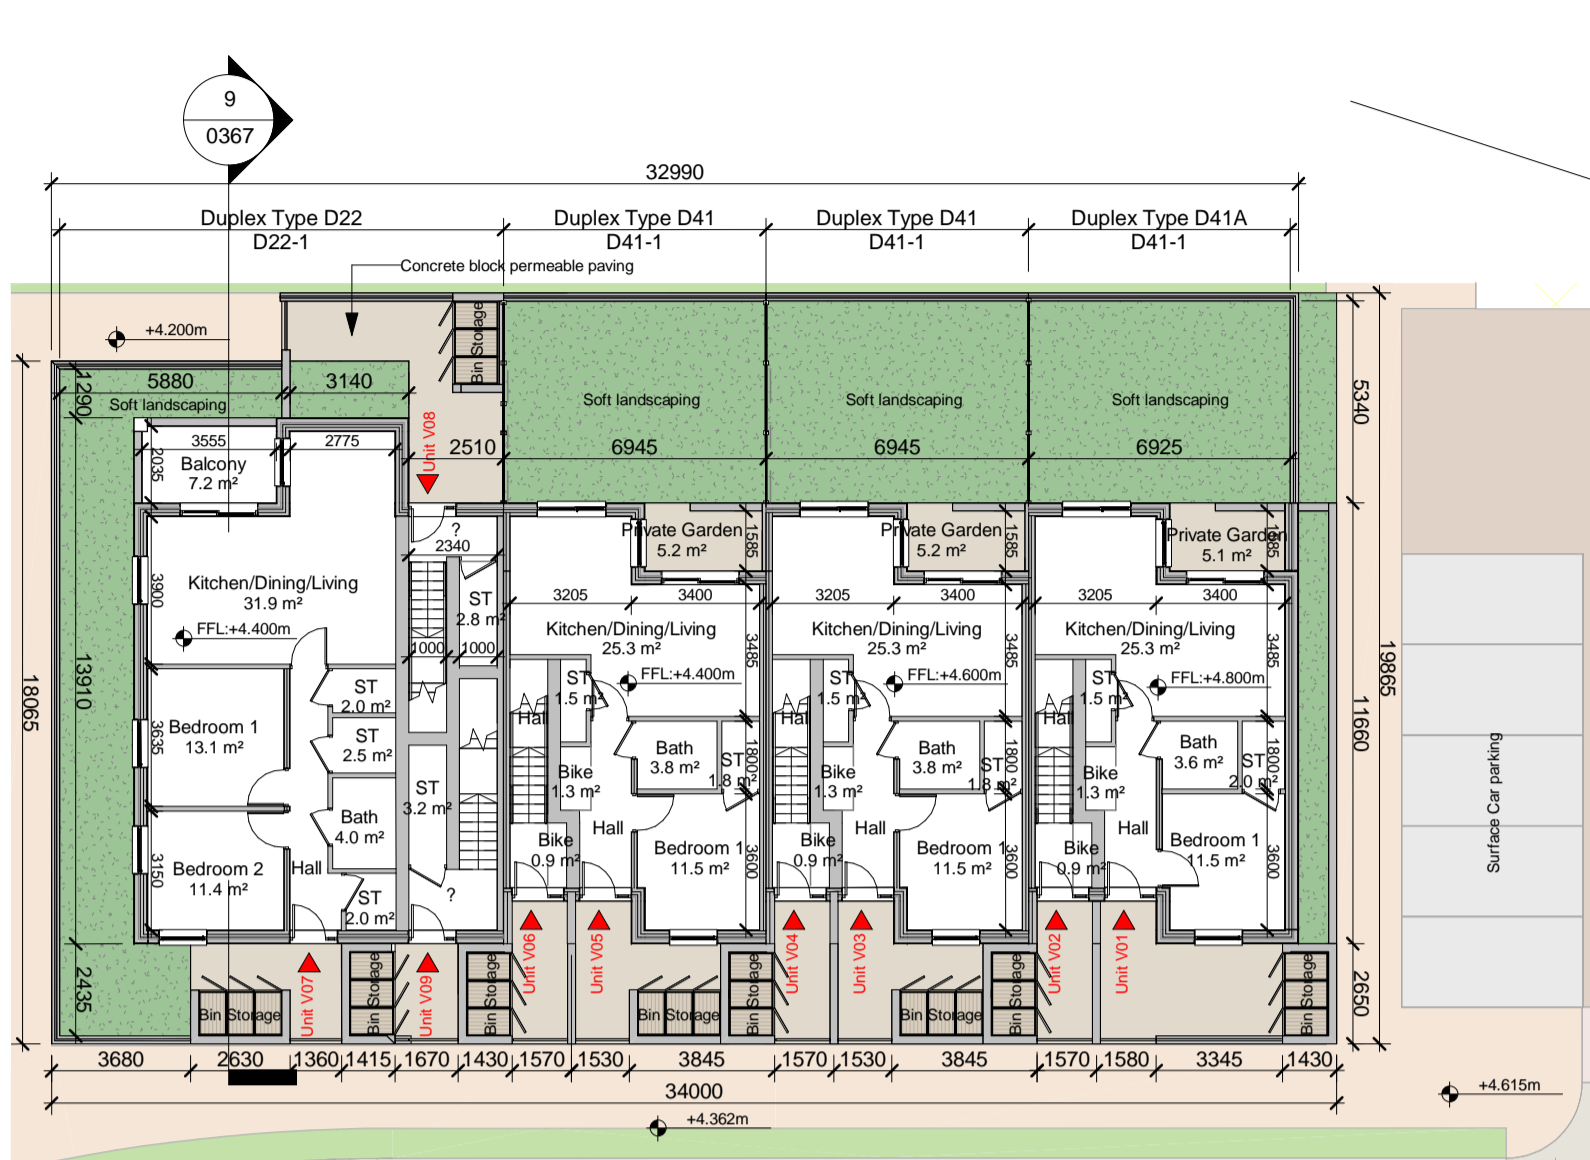 9
0367
32990
Duplex Type D22
D22-1
Duplex Type D41
D41-1
Duplex Type D41
D41-1
Duplex Type D41A
D41-1
Concrete block permeable paving
+4.200m
Bin Storage
1290
5880
3140
Soft landscaping
Soft landscaping
Soft landscaping
Soft landscaping
5340
3555
2775
2035
Balcony
7.2 m²
Unit V08
2510
6945
6945
6925
?
2340
Private Garden
5.2 m²
1585
Private Garden
5.2 m²
1585
Private Garden
5.1 m²
1585
3900
Kitchen/Dining/Living
31.9 m²
FFL:+4.400m
ST
2.8 m²
1000
1000
3205
3400
3205
3400
3205
3400
Kitchen/Dining/Living
25.3 m²
3485
Kitchen/Dining/Living
25.3 m²
Kitchen/Dining/Living
25.3 m²
3485
FFL:+4.400m
FFL:+4.600m
FFL:+4.800m
18065
13910
19865
11660
ST
2.0 m²
ST
1.5 m²
ST
1.5 m²
ST
1.5 m²
Hall
Hall
Hall
3635
Bedroom 1
13.1 m²
ST
2.5 m²
Bath
3.8 m²
ST
1.8 m²
1800
Bath
3.8 m²
ST
1.8 m²
1800
Bath
3.6 m²
ST
2.0 m²
1800
Bike
1.3 m²
Bike
1.3 m²
Bike
1.3 m²
ST
3.2 m²
Bath
4.0 m²
Hall
Hall
Hall
Bike
0.9 m²
Bike
0.9 m²
Bike
0.9 m²
Bedroom 1
11.5 m²
3600
Bedroom 1
11.5 m²
3600
Bedroom 1
11.5 m²
3600
Surface Car parking
3150
Bedroom 2
11.4 m²
Hall
ST
2.0 m²
?
2435
2650
Unit V07
Unit V09
Unit V06
Unit V05
Unit V04
Unit V03
Unit V02
Unit V01
Bin Storage
Bin Storage
Bin Storage
Bin Storage
Bin Storage
Bin Storage
Bin Storage
Bin Storage
3680
2630
1360
1415
1670
1430
1570
1530
3845
1570
1530
3845
1570
1580
3345
1430
34000
+4.362m
+4.615m